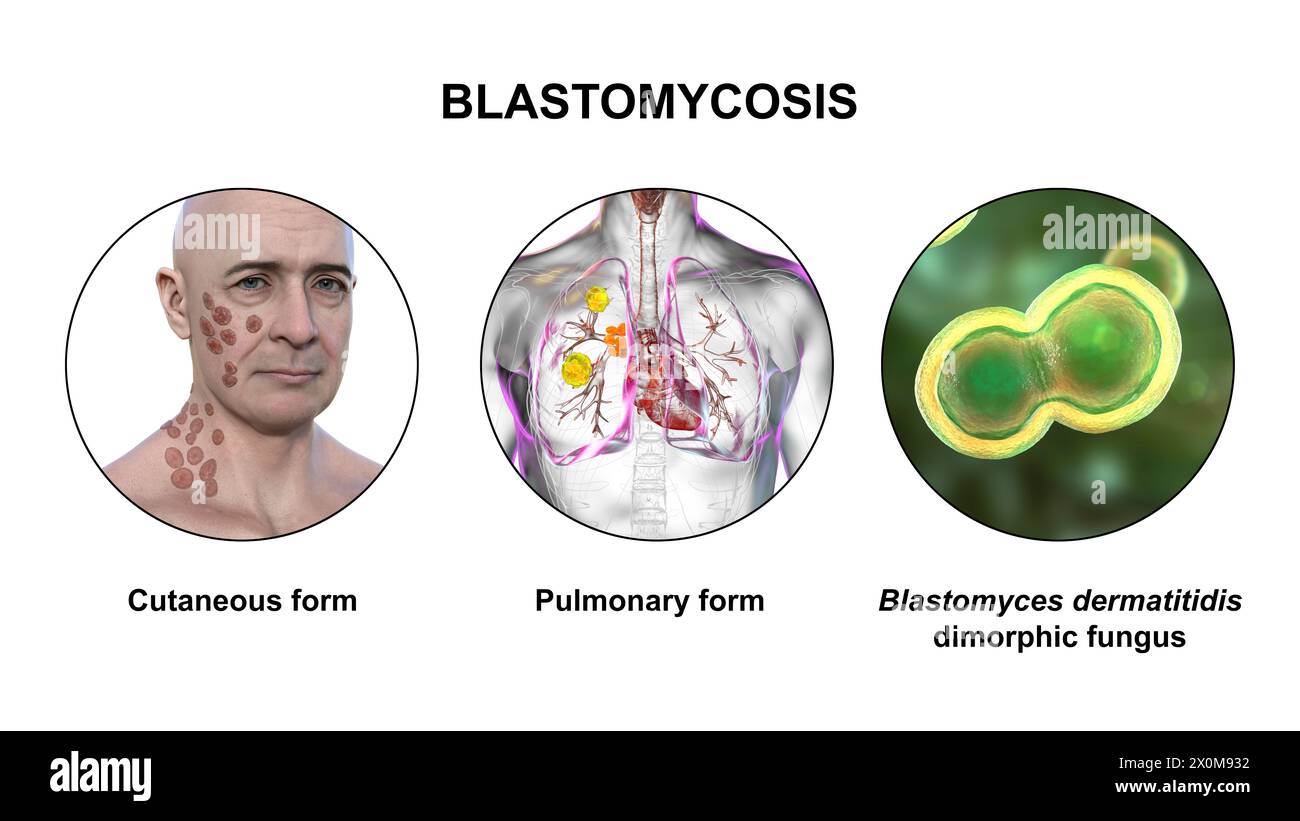 BLASTOMYCOSIS
alamy
alamy
a
a
a
Cutaneous form
Pulmonary form
Blastomyces dermatitidis
dimorphic fungus
alamy
Image ID: 2X0M932
www.alamy.com